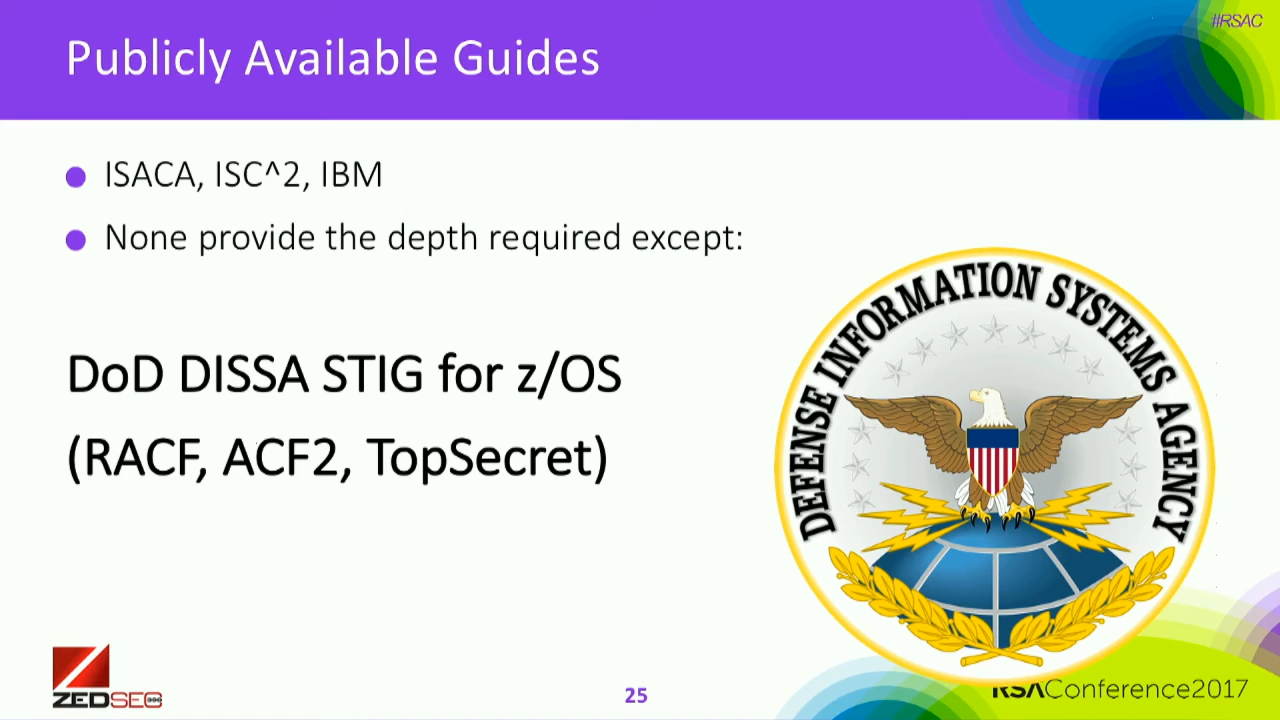 #RSAC
Publicly Available Guides
ISACA, ISC^2, IBM
None provide the depth required except:
DoD DISSA STIG for z/OS
(RACF, ACF2, TopSecret)
DEFENSE INFORMATION SYSTEMS AGENCY
ZEDSEC
25
RSAConference2017